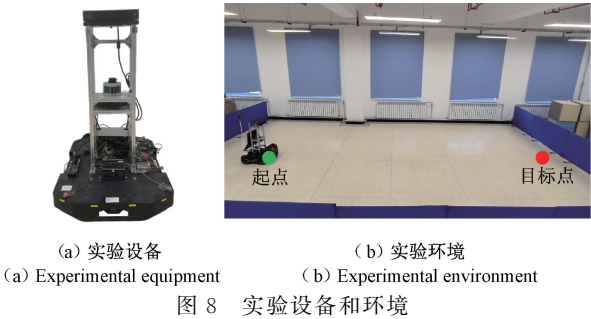 起点
目标点
(a) 实验设备
(b) 实验环境
(a) Experimental equipment
(b) Experimental environment
图 8 实验设备和环境